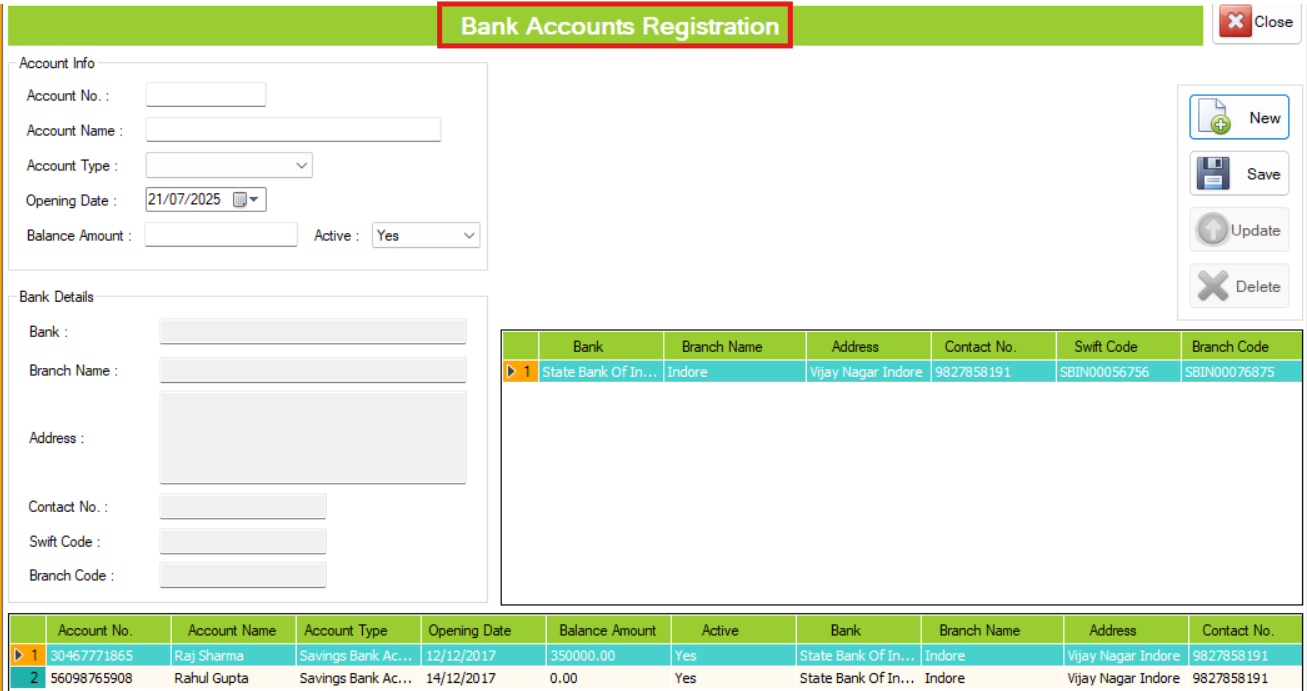 Bank Accounts Registration
Close
Account Info
Account No. :
Account Name :
Account Type :
Opening Date : 21/07/2025
Balance Amount : Active : Yes
New
Save
Update
Delete
Bank Details
Bank :
Branch Name :
Address :
Contact No. :
Swift Code :
Branch Code :
Bank Branch Name Address Contact No. Swift Code Branch Code
1 State Bank Of In... Indore Vijay Nagar Indore 9827858191 SBIN00056756 SBIN00076875
Account No. Account Name Account Type Opening Date Balance Amount Active Bank Branch Name Address Contact No.
1 30467771865 Raj Sharma Savings Bank Ac... 12/12/2017 350000.00 Yes State Bank Of In... Indore Vijay Nagar Indore 9827858191
2 56098765908 Rahul Gupta Savings Bank Ac... 14/12/2017 0.00 Yes State Bank Of In... Indore Vijay Nagar Indore 9827858191